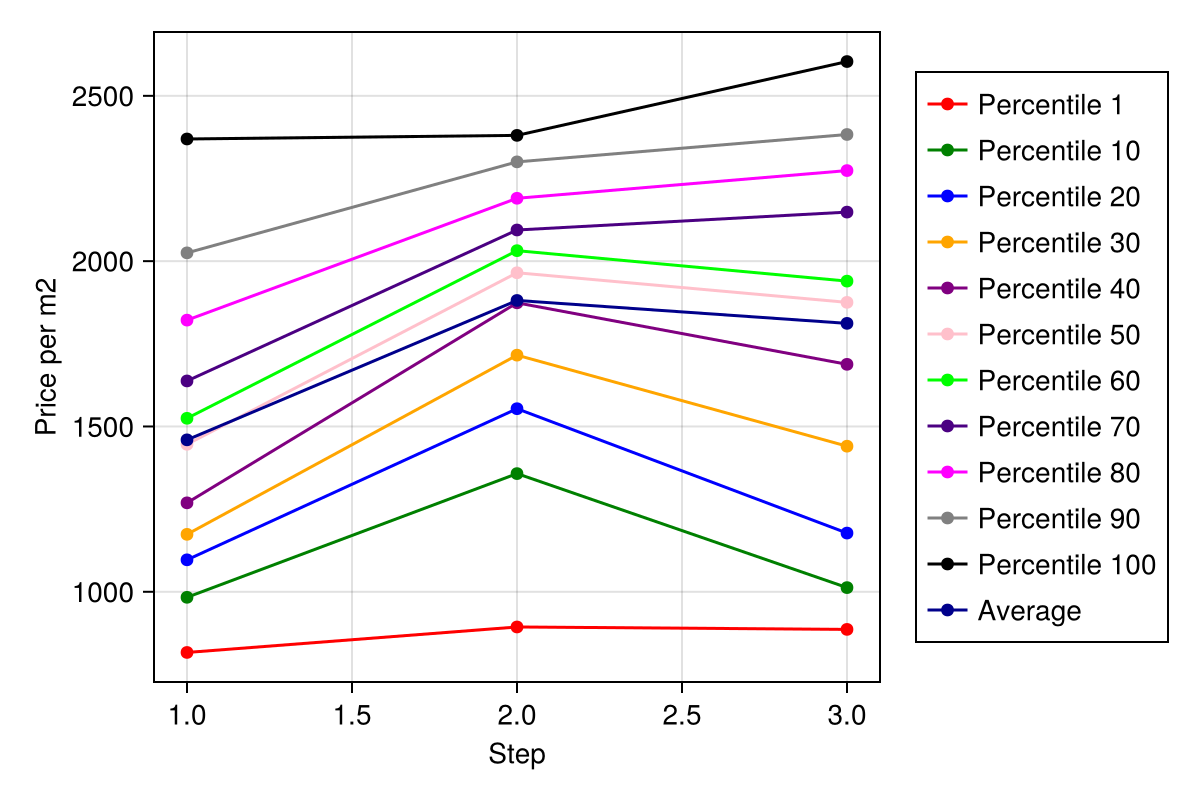 2500
2000
1500
1000
Price per m2
1.0 1.5 2.0 2.5 3.0
Step
Percentile 1
Percentile 10
Percentile 20
Percentile 30
Percentile 40
Percentile 50
Percentile 60
Percentile 70
Percentile 80
Percentile 90
Percentile 100
Average